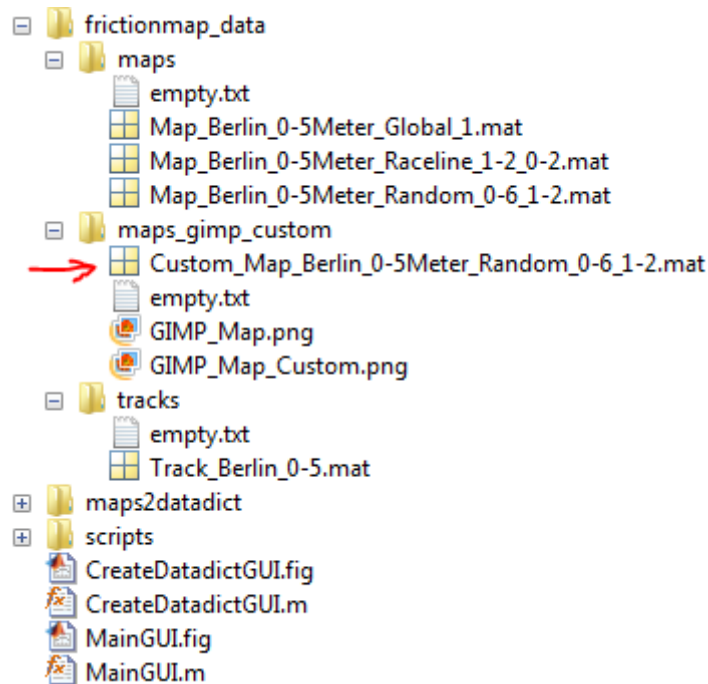 frictionmap_data
maps
empty.txt
Map_Berlin_0-5Meter_Global_1.mat
Map_Berlin_0-5Meter_Raceline_1-2_0-2.mat
Map_Berlin_0-5Meter_Random_0-6_1-2.mat
maps_gimp_custom
Custom_Map_Berlin_0-5Meter_Random_0-6_1-2.mat
empty.txt
GIMP_Map.png
GIMP_Map_Custom.png
tracks
empty.txt
Track_Berlin_0-5.mat
maps2datadict
scripts
CreateDatadictGUI.fig
CreateDatadictGUI.m
MainGUI.fig
MainGUI.m